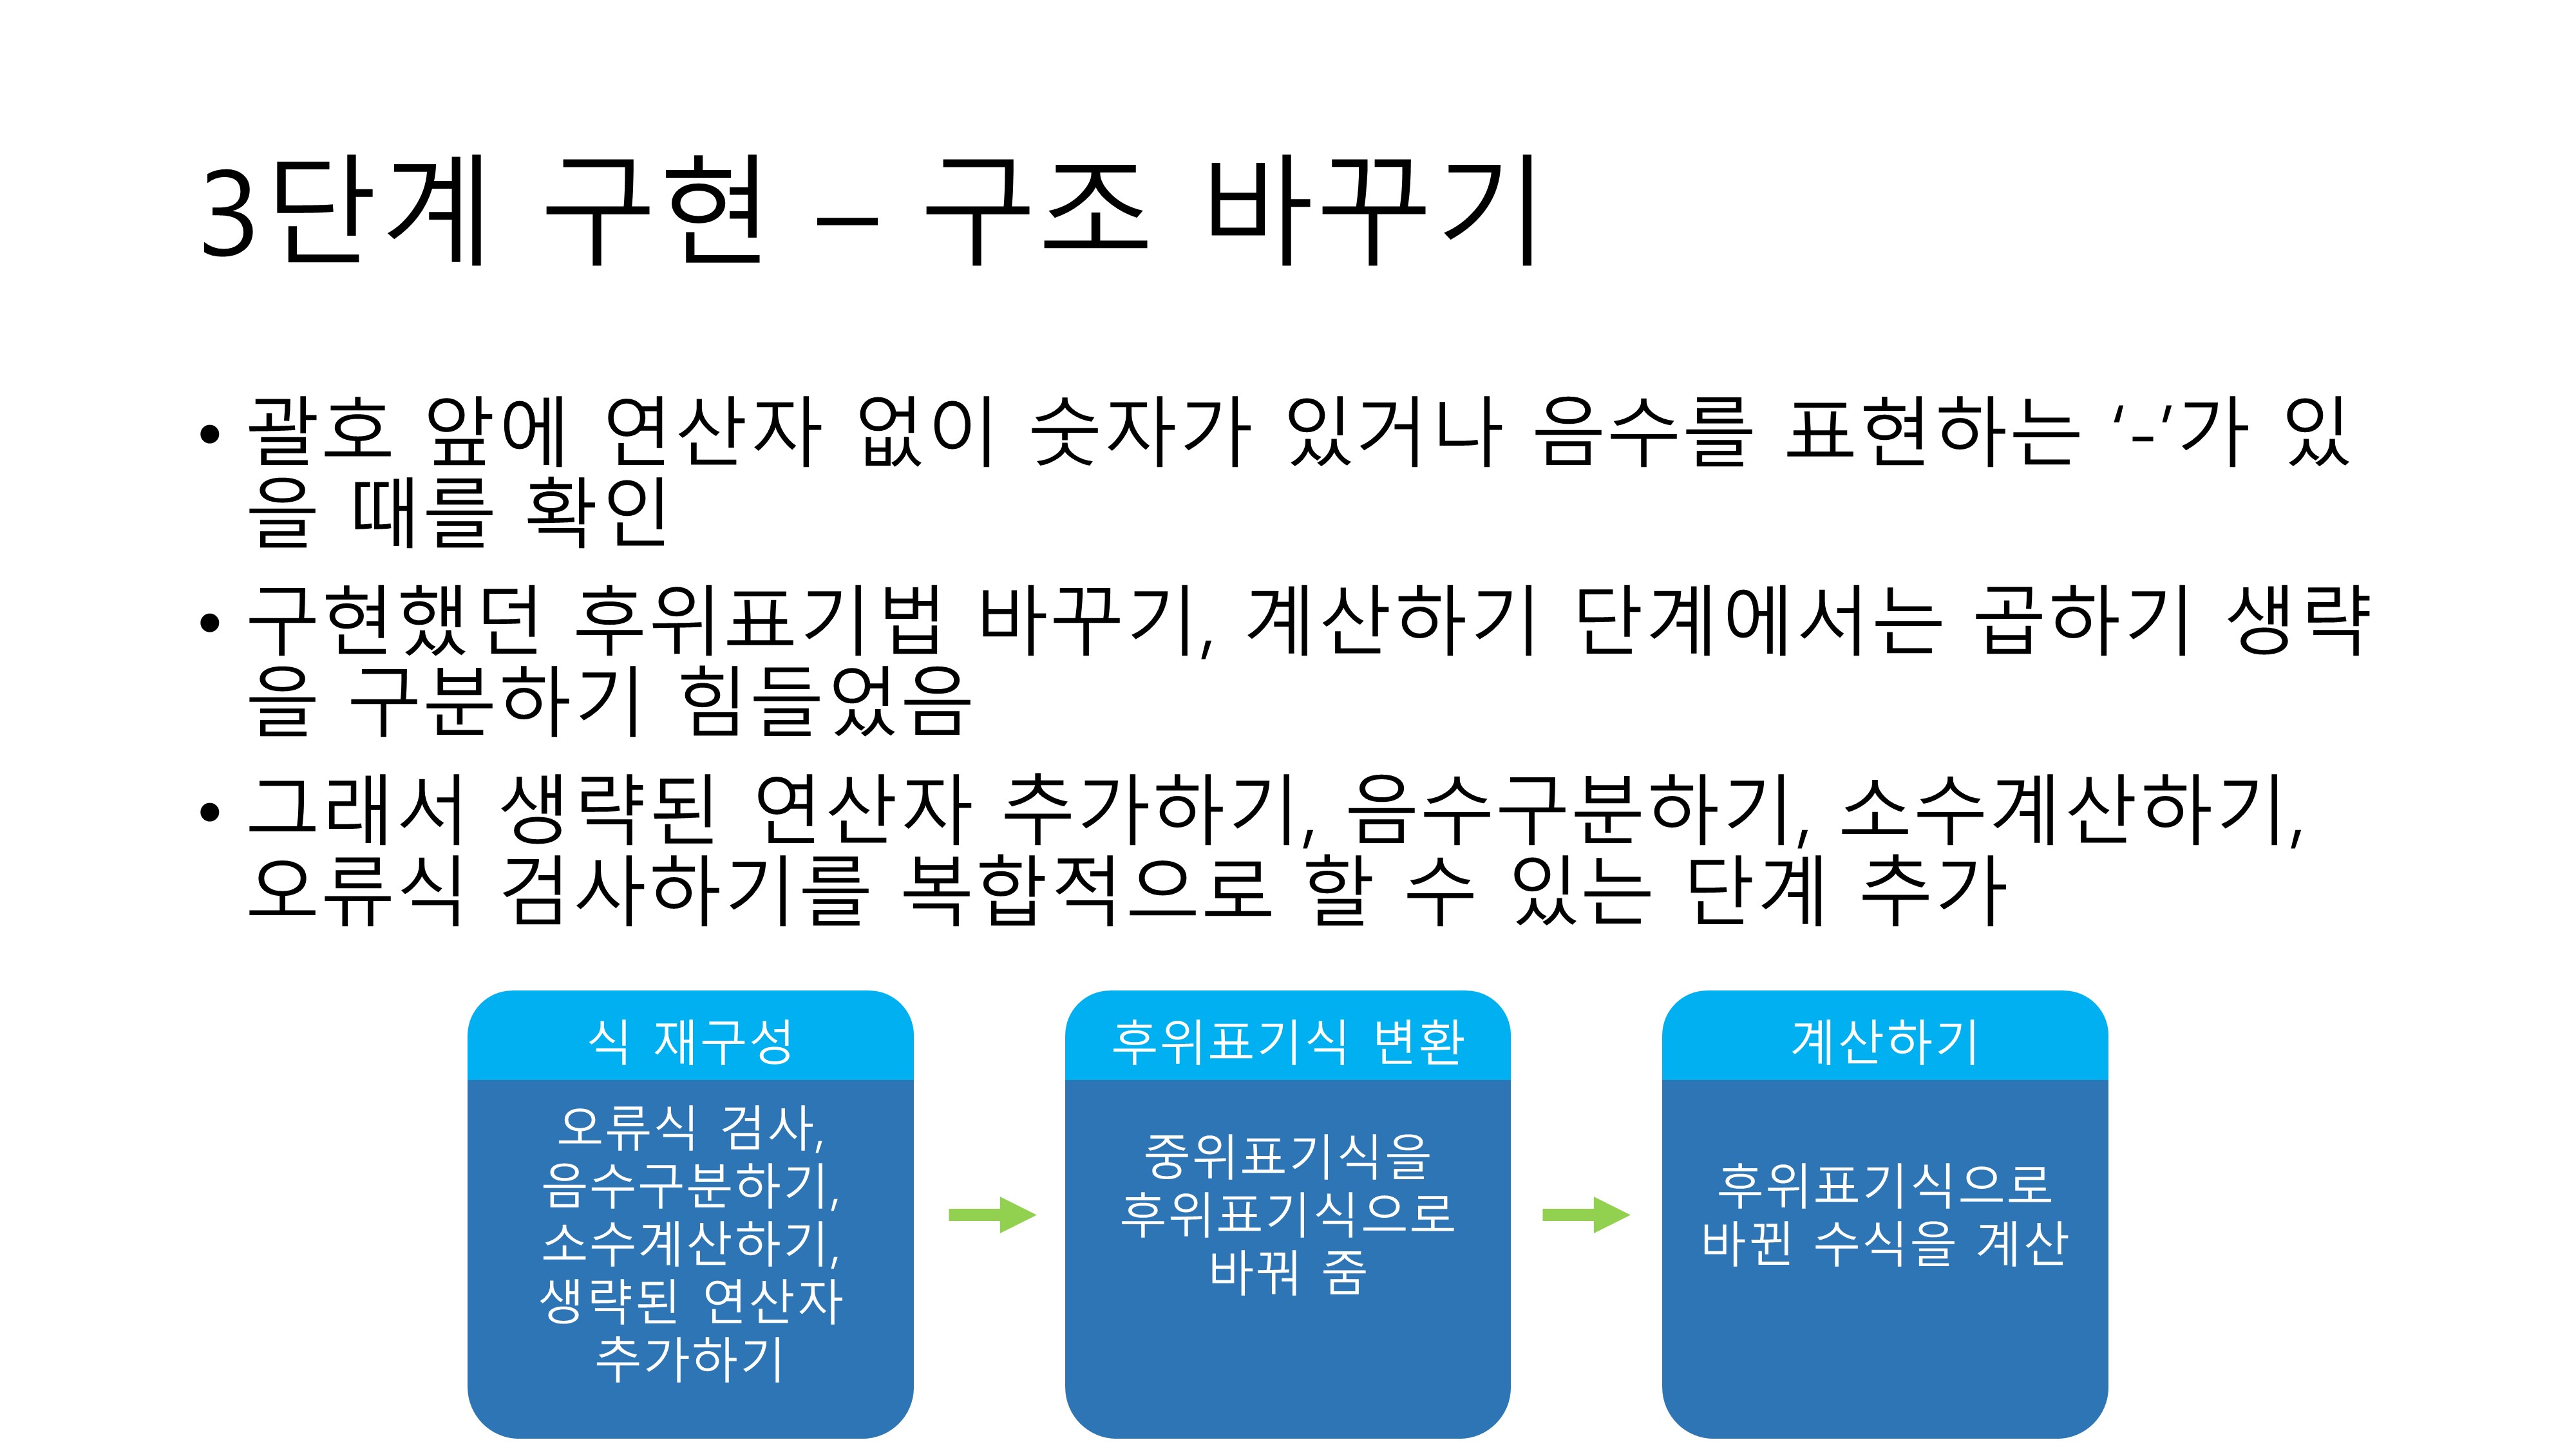 3단계 구현 – 구조 바꾸기
• 괄호 앞에 연산자 없이 숫자가 있거나 음수를 표현하는 ‘-’가 있
을 때를 확인
• 구현했던 후위표기법 바꾸기, 계산하기 단계에서는 곱하기 생략
을 구분하기 힘들었음
• 그래서 생략된 연산자 추가하기, 음수구분하기, 소수계산하기,
오류식 검사하기를 복합적으로 할 수 있는 단계 추가
식 재구성
오류식 검사,
음수구분하기,
소수계산하기,
생략된 연산자
추가하기
후위표기식 변환
중위표기식을
후위표기식으로
바꿔 줌
계산하기
후위표기식으로
바뀐 수식을 계산